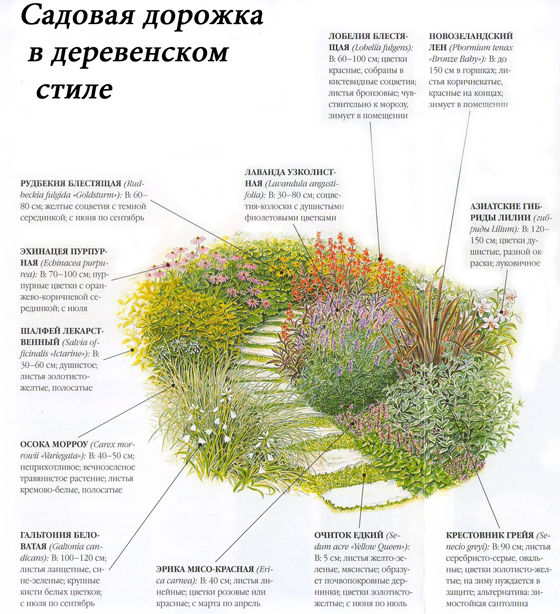 Садовая дорожка
в деревенском
стиле
ЛОБЕЛИЯ БЛЕСТЯ-
ЩАЯ (Lobelia fulgens):
В: 60–100 см; цветки
красные, собраны в
кистевидные соцветия;
листья бронзовые; чув-
ствительно к морозу,
зимует в помещении
НОВОЗЕЛАНДСКИЙ
ЛЕН (Phormium tenax
«Bronze Baby»): В: до
150 см в горшках; ли-
стья коричневатые,
красные на концах;
зимует в помещении
РУДБЕКИЯ БЛЕСТЯЩАЯ (Rud-
beckia fulgida «Goldsturm»): В: 60–
80 см; желтые соцветия с темной
серединкой; с июня по сентябрь
ЛАВАНДА УЗКОЛИСТ-
НАЯ (Lavandula angusti-
folia): В: 30–80 см; соцве-
тия-колоски с душистыми
фиолетовыми цветками
АЗИАТСКИЕ ГИБ-
РИДЫ ЛИЛИИ (гиб-
риды Lilium): В: 120–
150 см; цветки ду-
шистые, разной ок-
раски; луковичное
ЭХИНАЦЕЯ ПУРПУР-
НАЯ (Echinacea purpu-
rea): В: 70–100 см; пур-
пурные цветки с оран-
жево-коричневой се-
рединкой; с июля
ШАЛФЕЙ ЛЕКАРСТ-
ВЕННЫЙ (Salvia of-
ficinalis «Ictarine»): В:
30–60 см; душистое;
листья золотисто-
желтые, полосатые
ОСОКА МОРРОУ (Carex mor-
rowii «Variegata»): В: 40–50 см;
неприхотливое; вечнозеленое
травянистое растение; листья
кремово-белые, полосатые
ГАЛЬТОНИЯ БЕЛО-
ВАТАЯ (Galtonia can-
dicans): В: 100–120 см;
листья ланцетные, си-
не-зеленые; крупные
кисти белых цветков;
с июля по сентябрь
ЭРИКА МЯСО-КРАСНАЯ (Eri-
ca carnea): В: 40 см; листья ли-
нейные; цветки розовые или
красные; с марта по апрель
ОЧИТОК ЕДКИЙ (Se-
dum acre «Yellow Queen»):
В: 5 см; листья желто-зе-
леные, мясистые; образу-
ет почвопокровные дер-
нинки; цветки золотисто-
желтые; с июня по июль
КРЕСТОВНИК ГРЕЙЯ (Se-
necio greyi): В: 90 см; листья
серебристо-серые, оваль-
ные; цветки золотисто-жел-
тые; на зиму нуждается в
защите; альтернатива: зи-
мостойкая сантолина